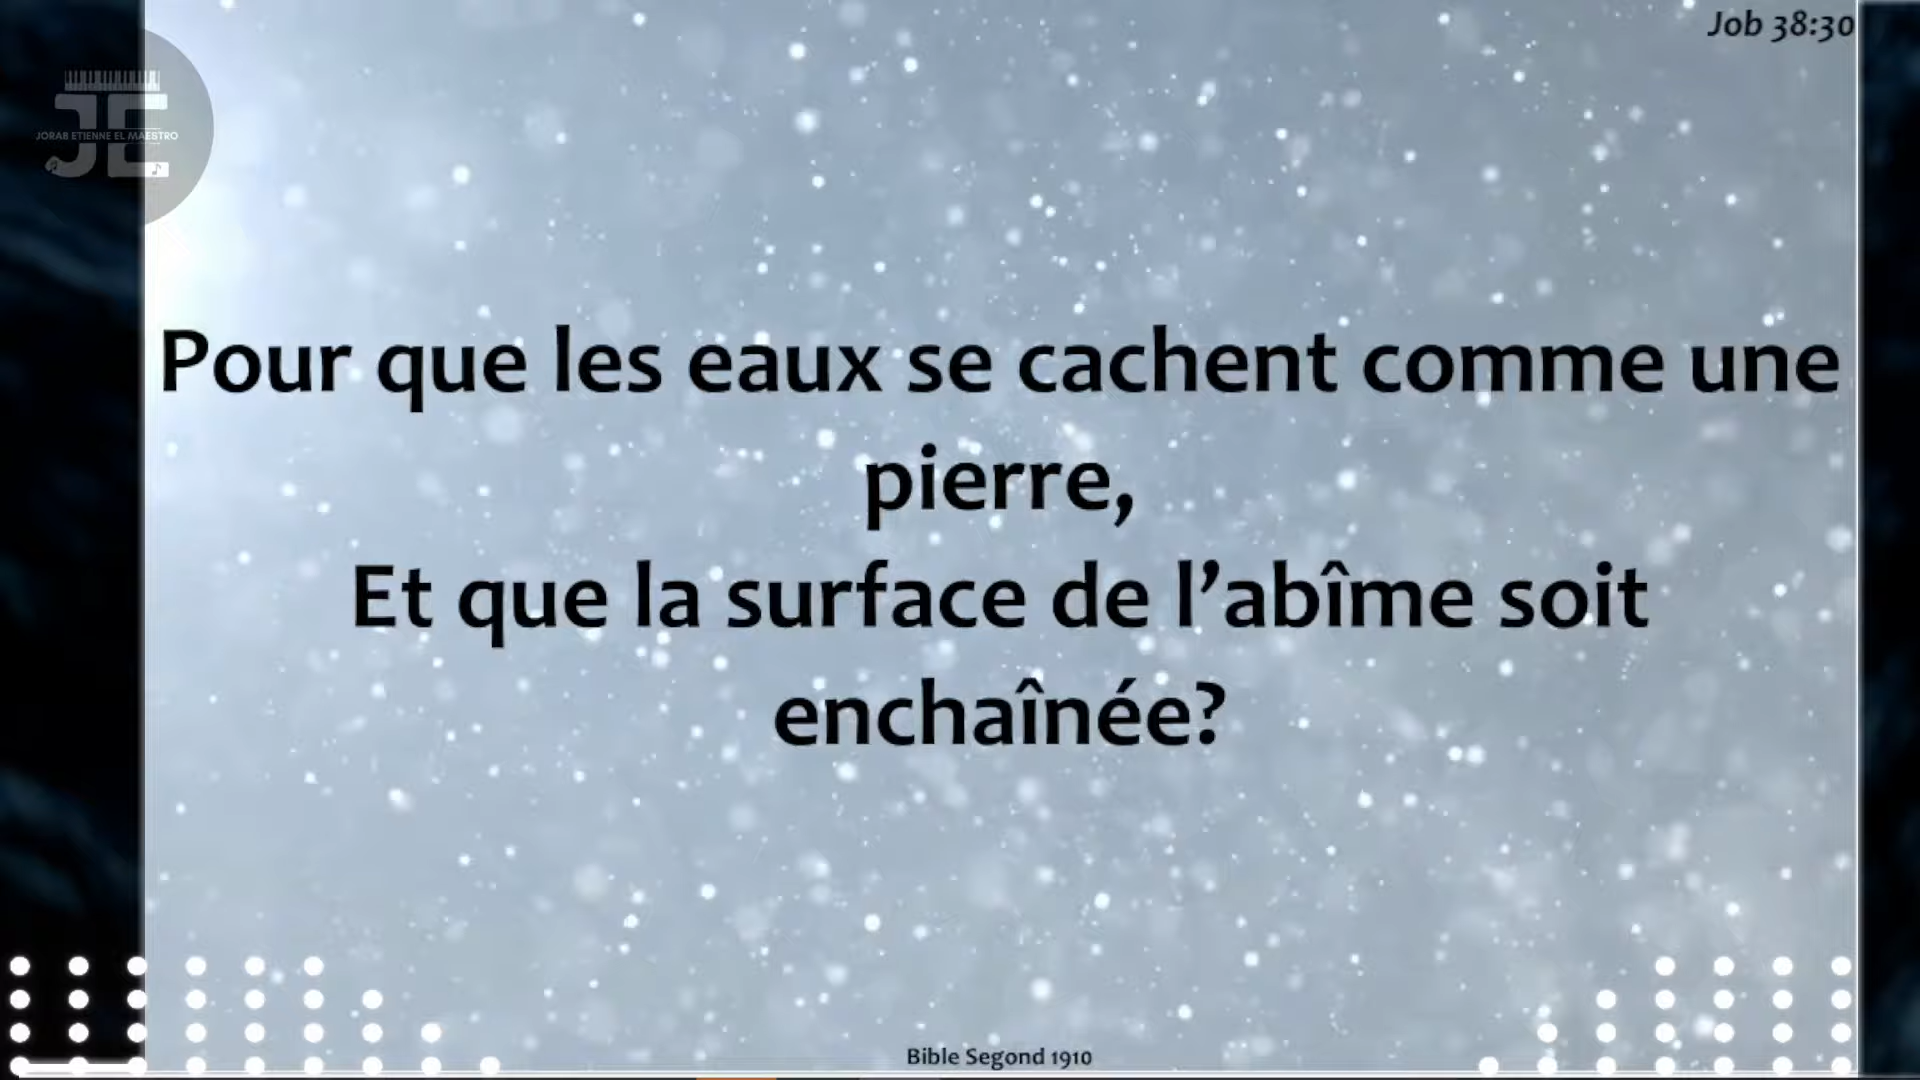 Job 38:30
JORAB ETIENNE EL MAESTRO
JE
Pour que les eaux se cachent comme une
pierre,
Et que la surface de l’abîme soit
enchaînée?
Bible Segond 1910